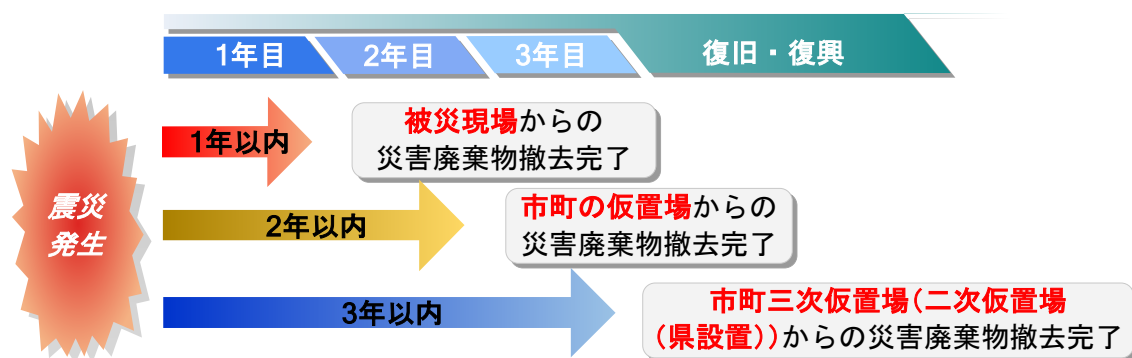 1年目 2年目 3年目 復旧・復興
震災
発生
1年以内
被災現場からの
災害廃棄物撤去完了
2年以内
市町の仮置場からの
災害廃棄物撤去完了
3年以内
市町三次仮置場(二次仮置場
(県設置))からの災害廃棄物撤去完了